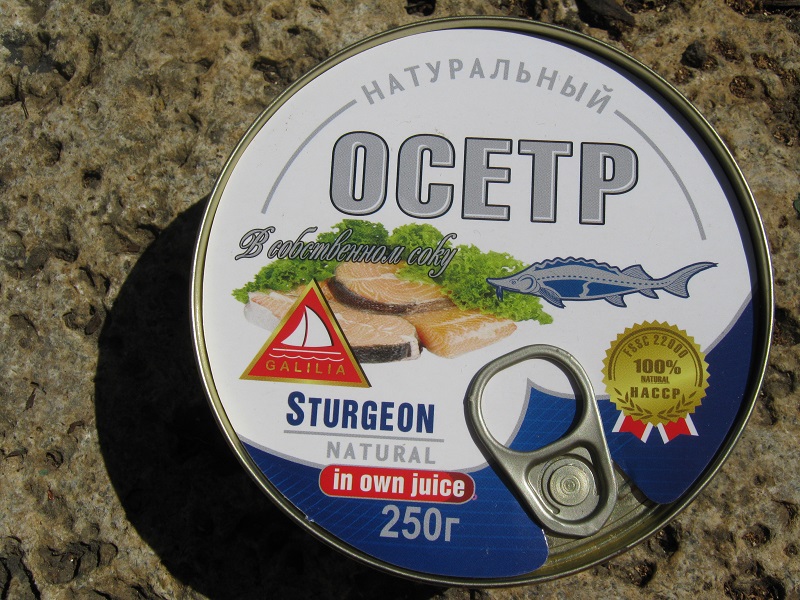 НАТУРАЛЬНЫЙ
ОСЕТР
В собственном соку
GALILIA
STURGEON
NATURAL
in own juice
250г
FSSC 22000
100%
NATURAL
HACCP